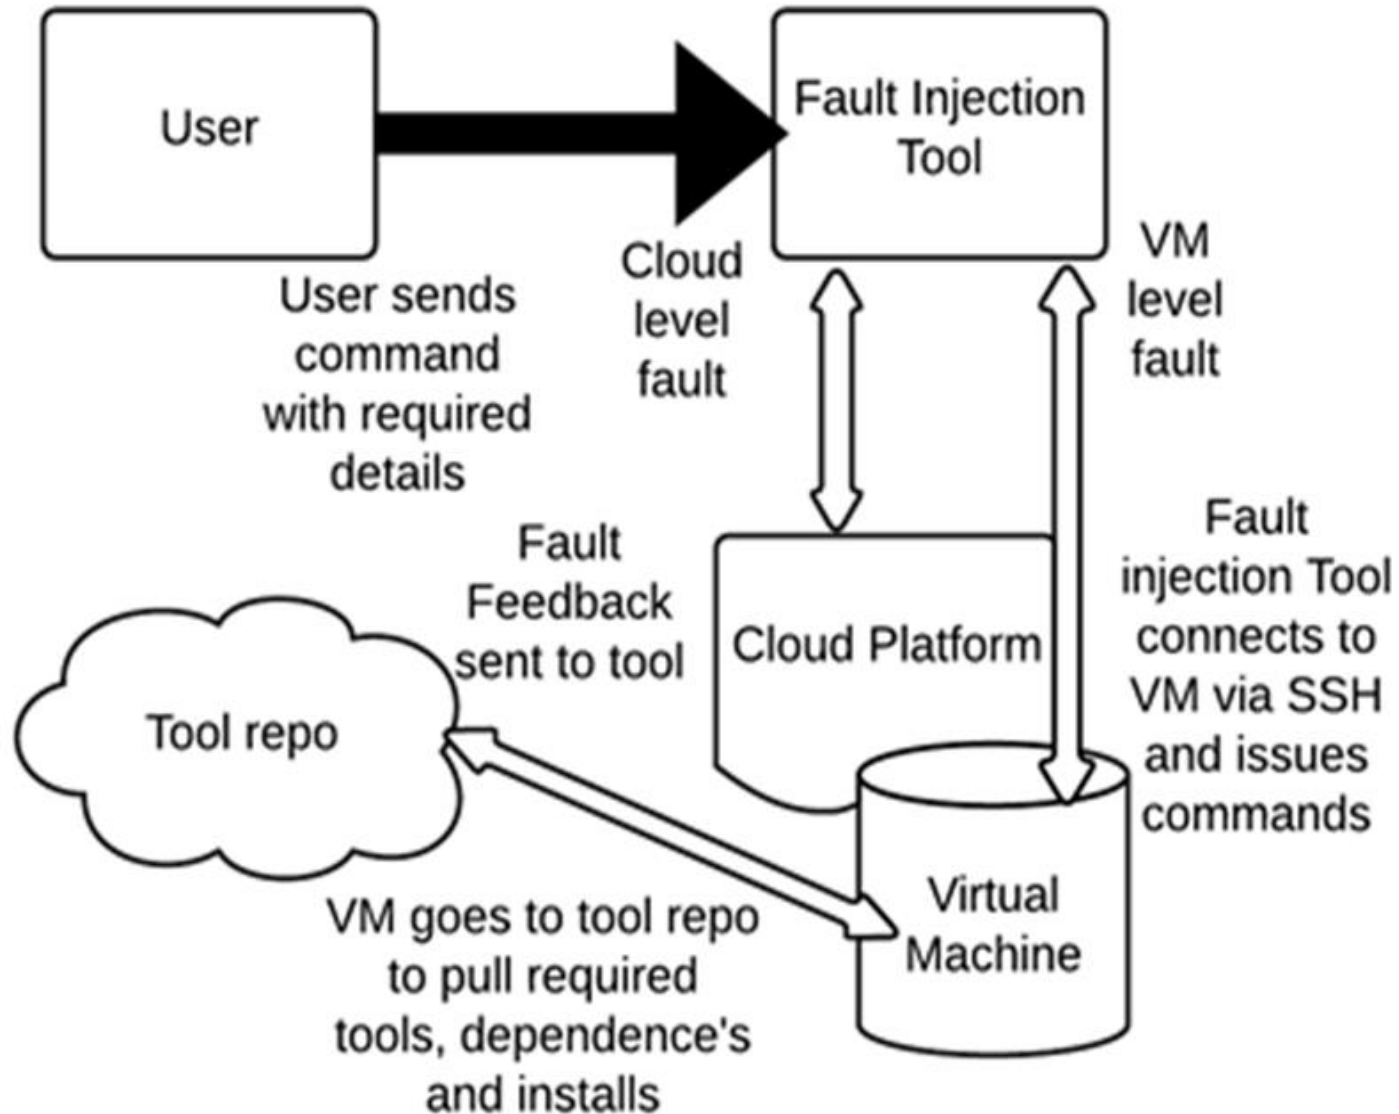 User
Fault Injection
Tool
User sends
command
with required
details
Cloud
level
fault
VM
level
fault
Fault
Feedback
sent to tool
Cloud Platform
Fault
injection Tool
connects to
VM via SSH
and issues
commands
Tool repo
VM goes to tool repo
to pull required
tools, dependence's
and installs
Virtual
Machine